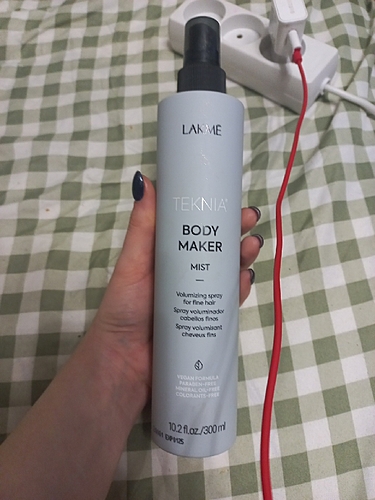 LAKMĒ
TEKNIA®
BODY
MAKER
MIST
Volumizing spray
for fine hair
Spray voluminador
cabellos finos
Spray volumisant
cheveux fins
VEGAN FORMULA
PARABEN-FREE
MINERAL OIL-FREE
COLORANTS-FREE
10.2 fl.oz./300 ml